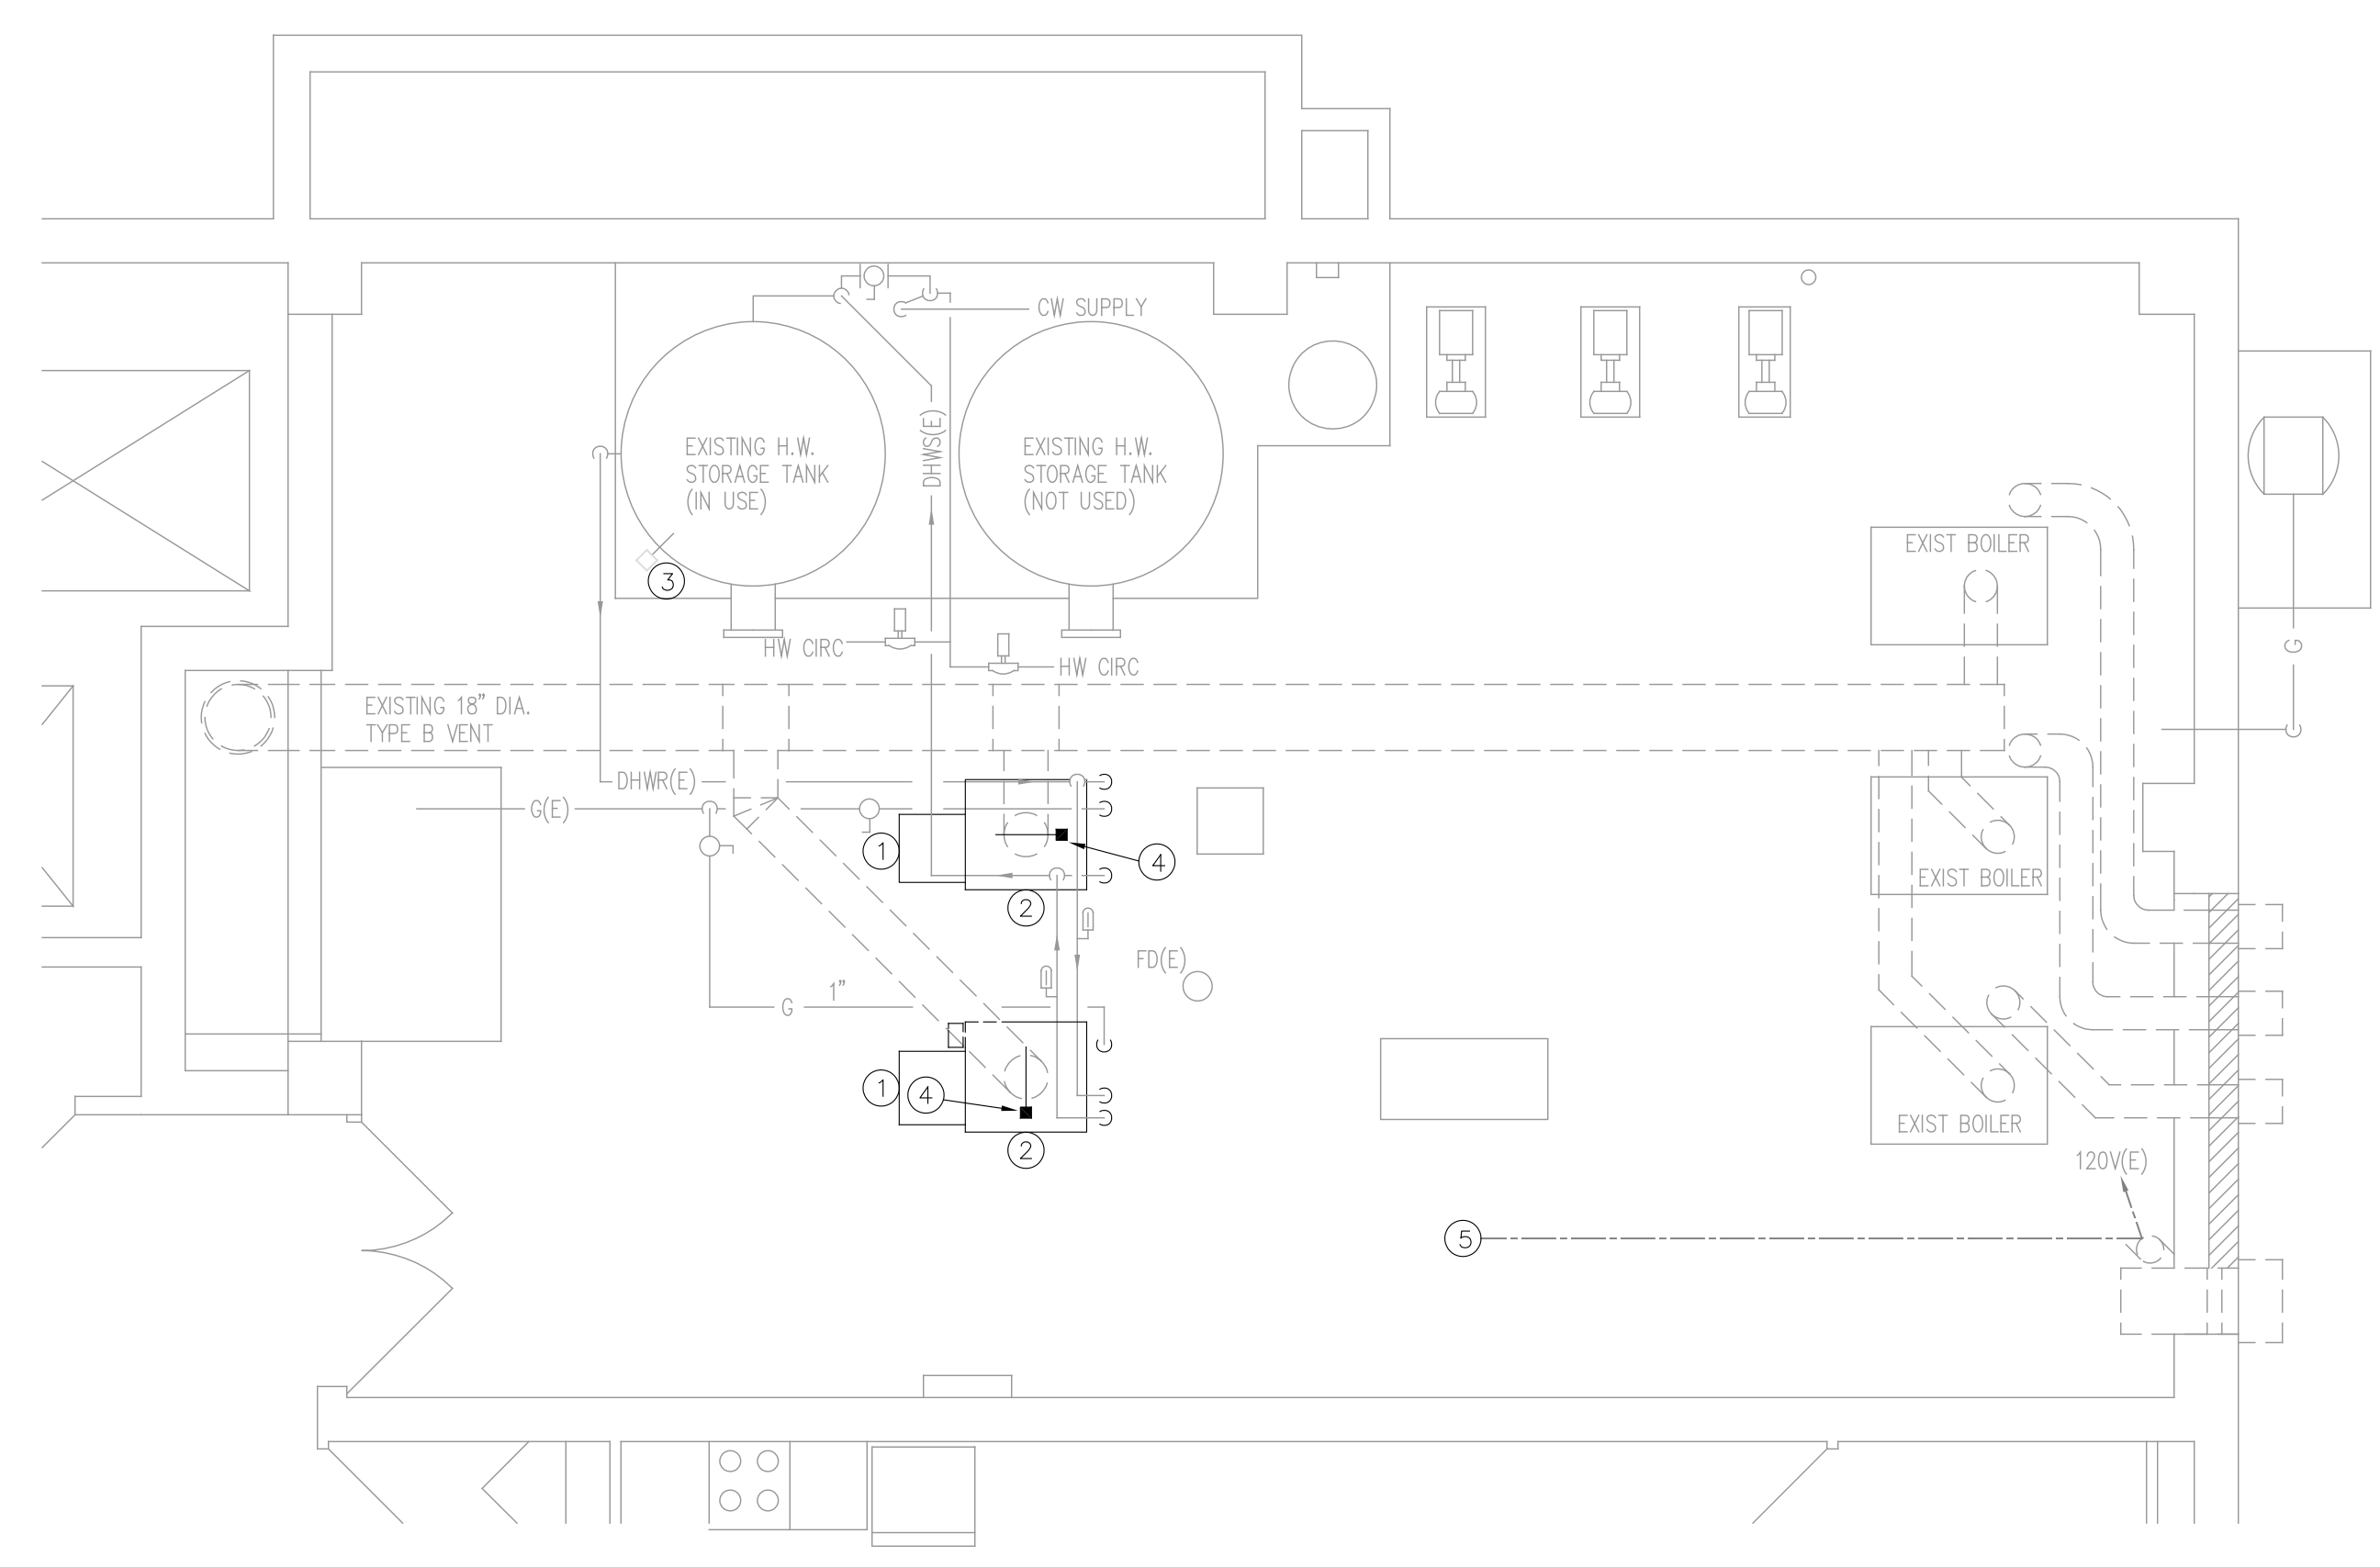 CW SUPPLY
DHWS(E)
EXISTING H.W.
STORAGE TANK
(IN USE)
EXISTING H.W.
STORAGE TANK
(NOT USED)
3
HW CIRC
HW CIRC
EXIST BOILER
G
EXISTING 18" DIA.
TYPE B VENT
DHWR(E)
G(E)
1
4
2
EXIST BOILER
FD(E)
1"
G
1
4
2
EXIST BOILER
120V(E)
5